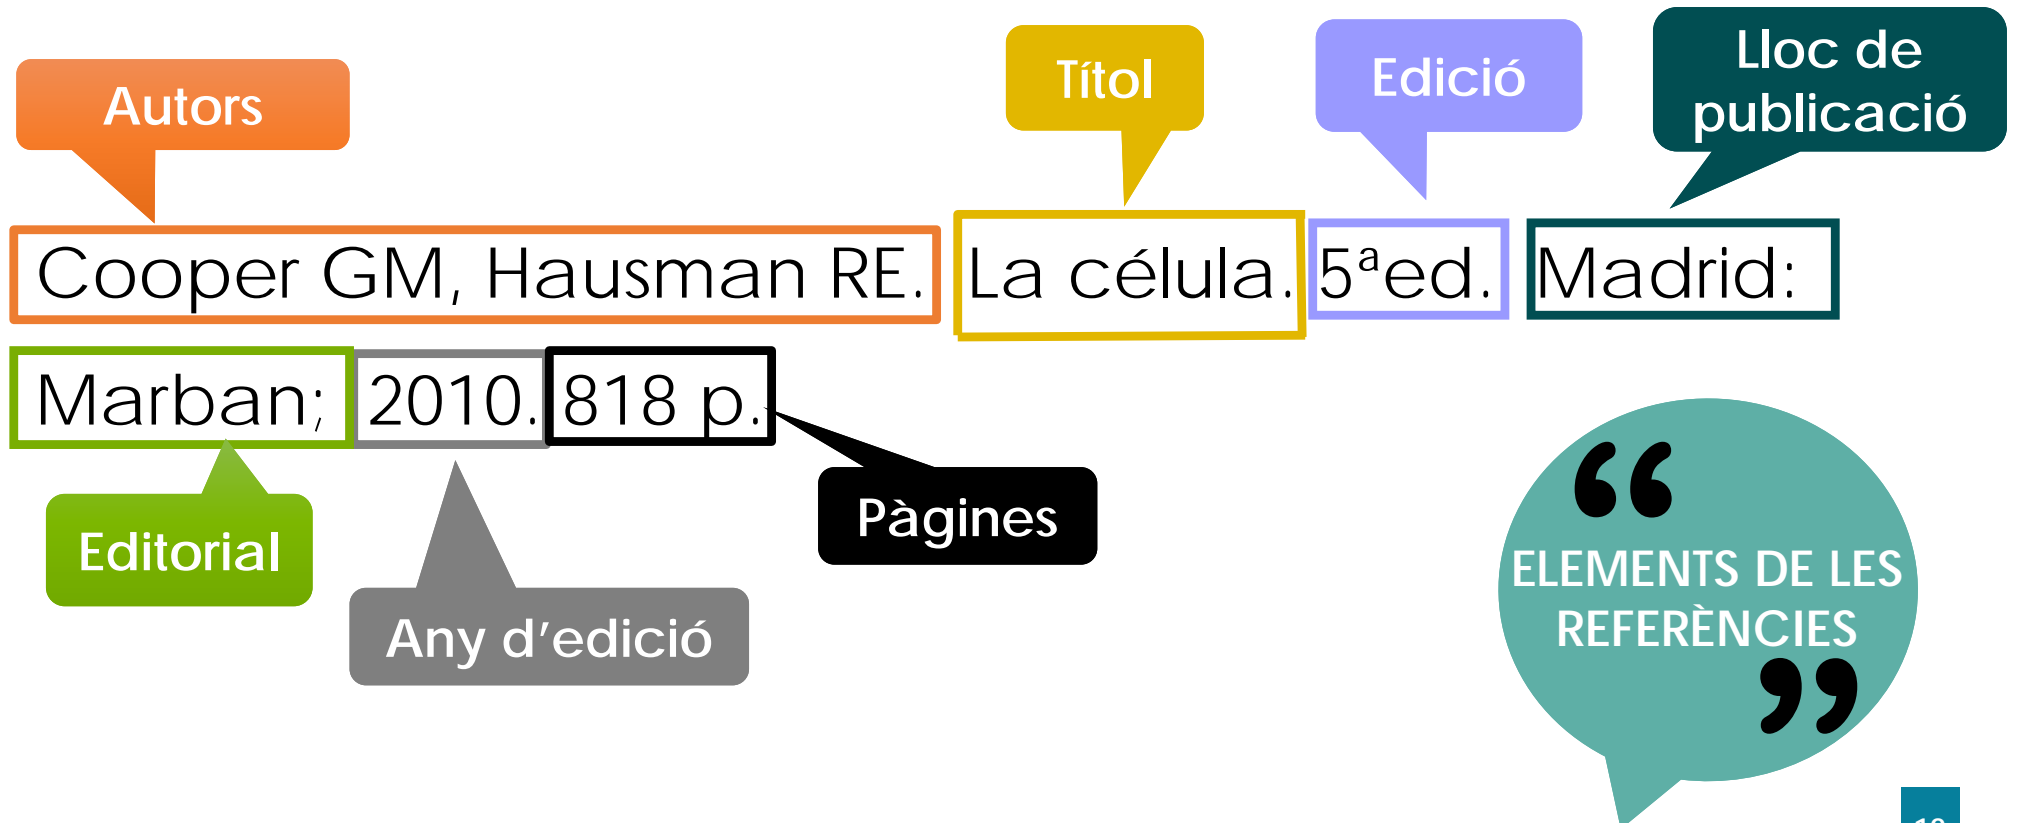 Autors
Títol
Edició
Lloc de
publicació
Cooper GM, Hausman RE. La célula. 5ªed. Madrid:
Marban; 2010. 818 p.
Editorial
Any d’edició
Pàgines
“
ELEMENTS DE LES
REFERÈNCIES
”